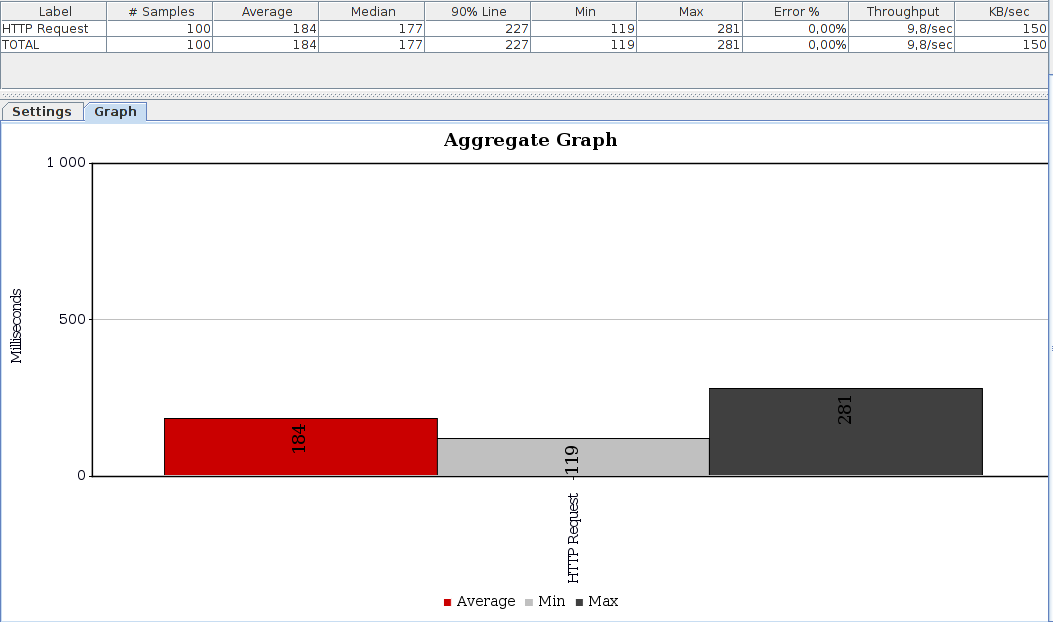 Label # Samples Average Median 90% Line Min Max Error % Throughput KB/sec
HTTP Request 100 184 177 227 119 281 0,00% 9,8/sec 150
TOTAL 100 184 177 227 119 281 0,00% 9,8/sec 150
Settings Graph
Aggregate Graph
1 000
500
0
Milliseconds
184
119
281
HTTP Request
Average Min Max